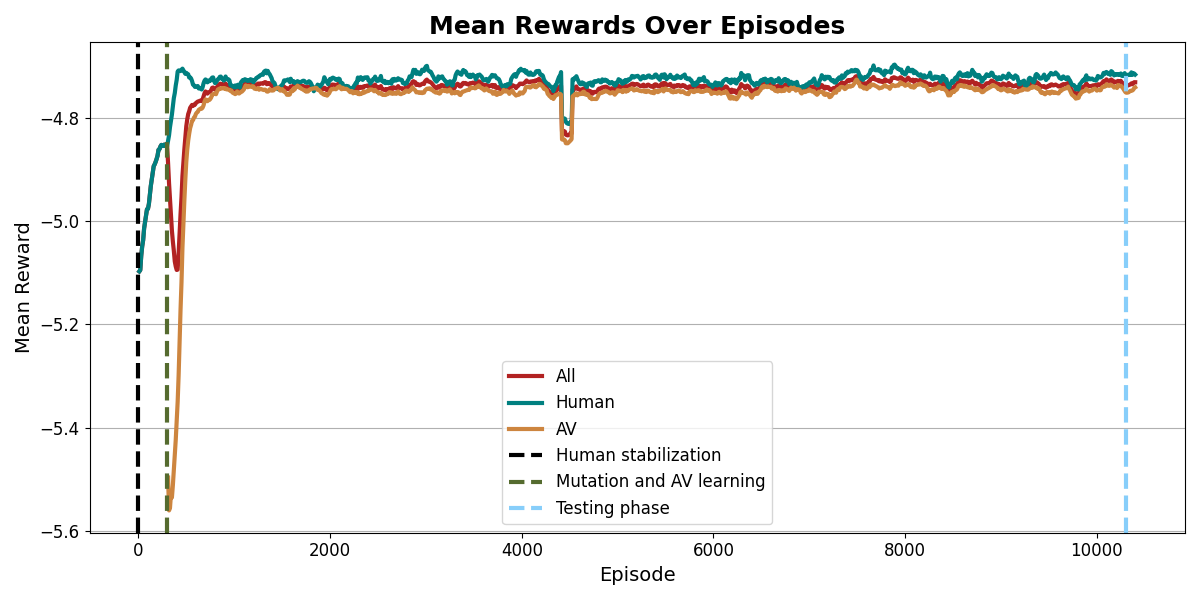 Mean Rewards Over Episodes
Mean Reward
−4.8
−5.0
−5.2
−5.4
−5.6
All
Human
AV
Human stabilization
Mutation and AV learning
Testing phase
0 2000 4000 6000 8000 10000
Episode